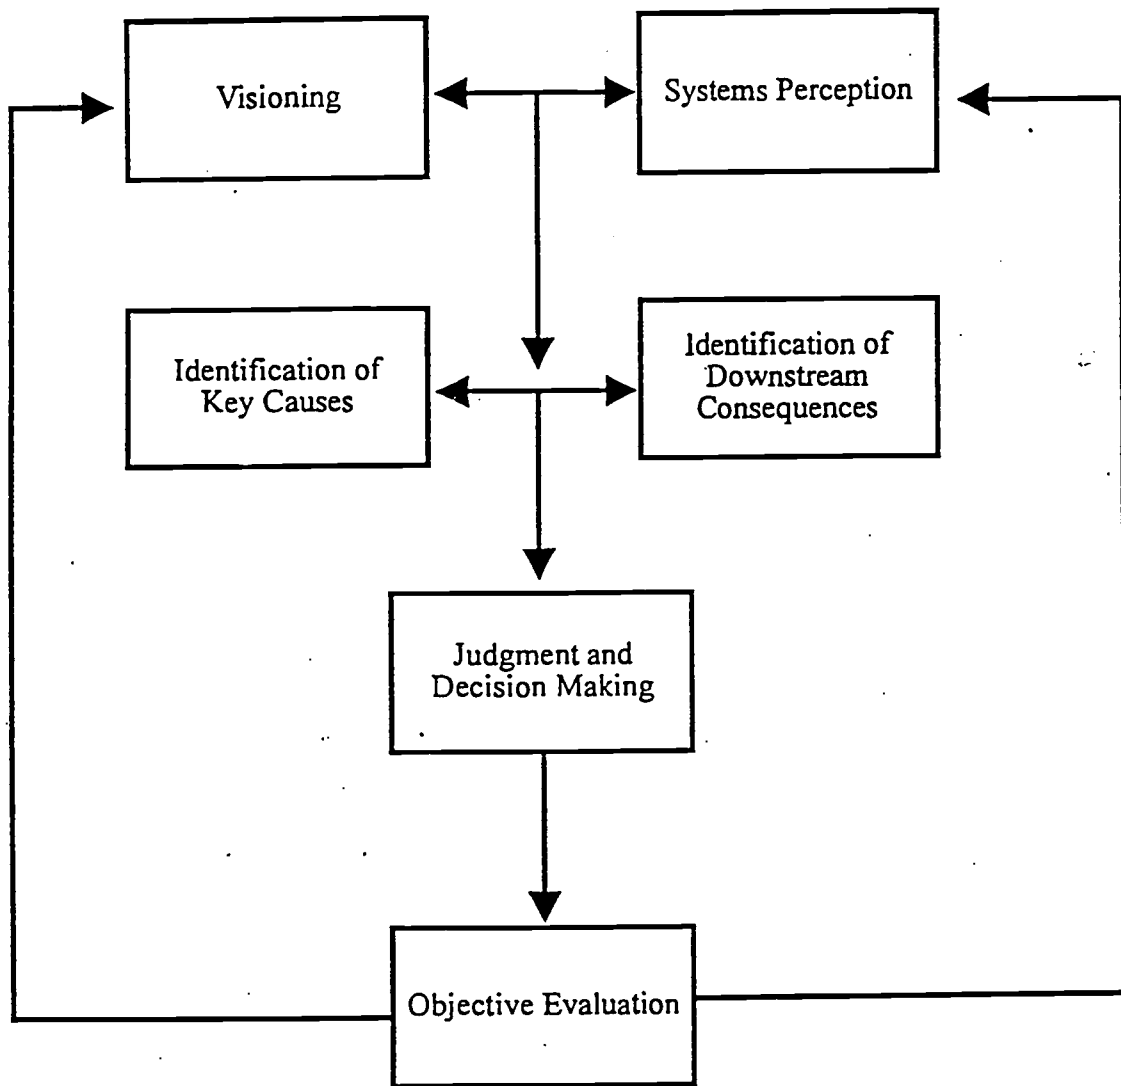 Visioning
Systems Perception
Identification of
Key Causes
Identification of
Downstream
Consequences
Judgment and
Decision Making
Objective Evaluation